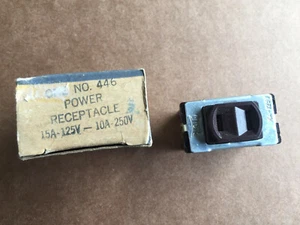 NO. 446
POWER
RECEPTACLE
15A-125V - 10A-250V